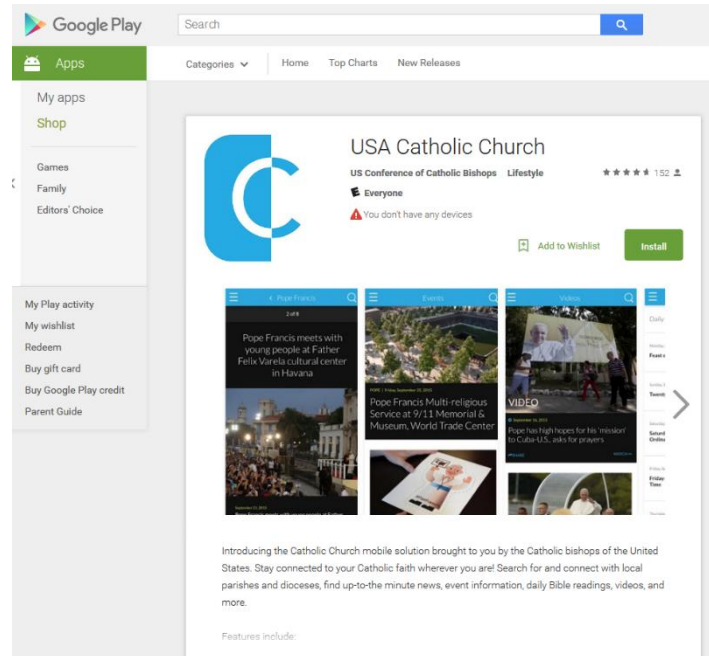 Google Play
Search
Apps
Categories
Home
Top Charts
New Releases
My apps
Shop
Games
Family
Editors' Choice
My Play activity
My wishlist
Redeem
Buy gift card
Buy Google Play credit
Parent Guide
USA Catholic Church
US Conference of Catholic Bishops Lifestyle
152
Everyone
You don't have any devices
Add to Wishlist
Install
Pope Francis
2 of 8
Pope Francis meets with
young people at Father
Felix Varela cultural center
in Havana
Events
Pope Francis Multi-religious
Service at 9/11 Memorial &
Museum, World Trade Center
Videos
VIDEO
Pope has high hopes for his 'mission'
to Cuba-U.S., asks for prayers
Daily
Introducing the Catholic Church mobile solution brought to you by the Catholic bishops of the United
States. Stay connected to your Catholic faith wherever you are! Search for and connect with local
parishes and dioceses, find up-to-the minute news, event information, daily Bible readings, videos, and
more.
Features include: